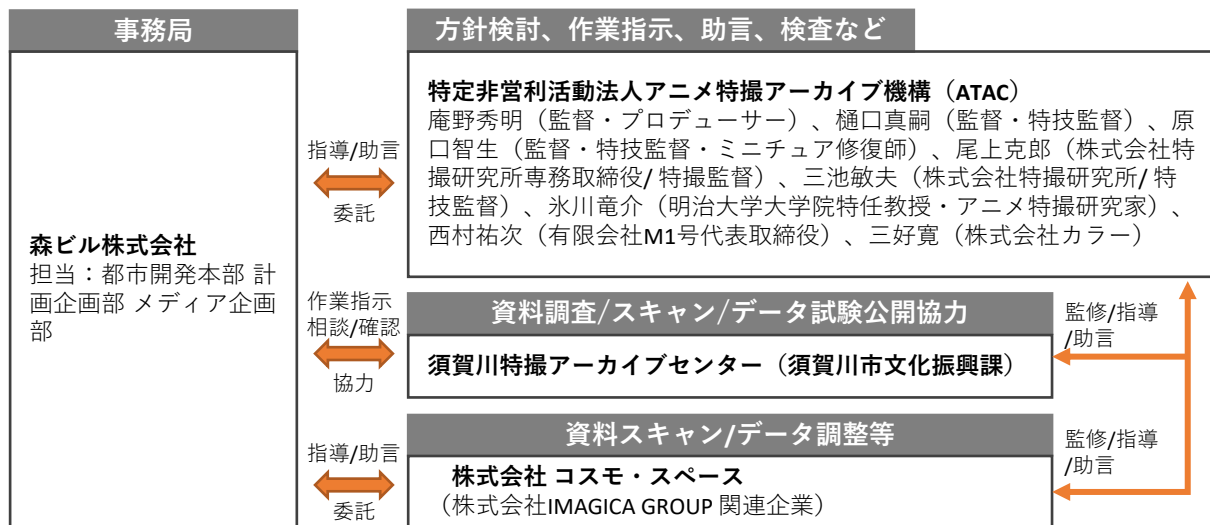 事務局
森ビル株式会社
担当：都市開発本部 計
画企画部 メディア企画
部
指導/助言
委託
方針検討、作業指示、助言、検査など
特定非営利活動法人アニメ特撮アーカイブ機構（ATAC）
庵野秀明（監督・プロデューサー）、樋口真嗣（監督・特技監督）、原
口智生（監督・特技監督・ミニチュア修復師）、尾上克郎（株式会社特
撮研究所専務取締役/ 特撮監督）、三池敏夫（株式会社特撮研究所/ 特
技監督）、氷川竜介（明治大学大学院特任教授・アニメ特撮研究家）、
西村祐次（有限会社M1号代表取締役）、三好寛（株式会社カラー）
作業指示
相談/確認
協力
資料調査/スキャン/データ試験公開協力
須賀川特撮アーカイブセンター（須賀川市文化振興課）
監修/指導
/助言
指導/助言
委託
資料スキャン/データ調整等
株式会社 コスモ・スペース
（株式会社IMAGICA GROUP 関連企業）
監修/指導
/助言